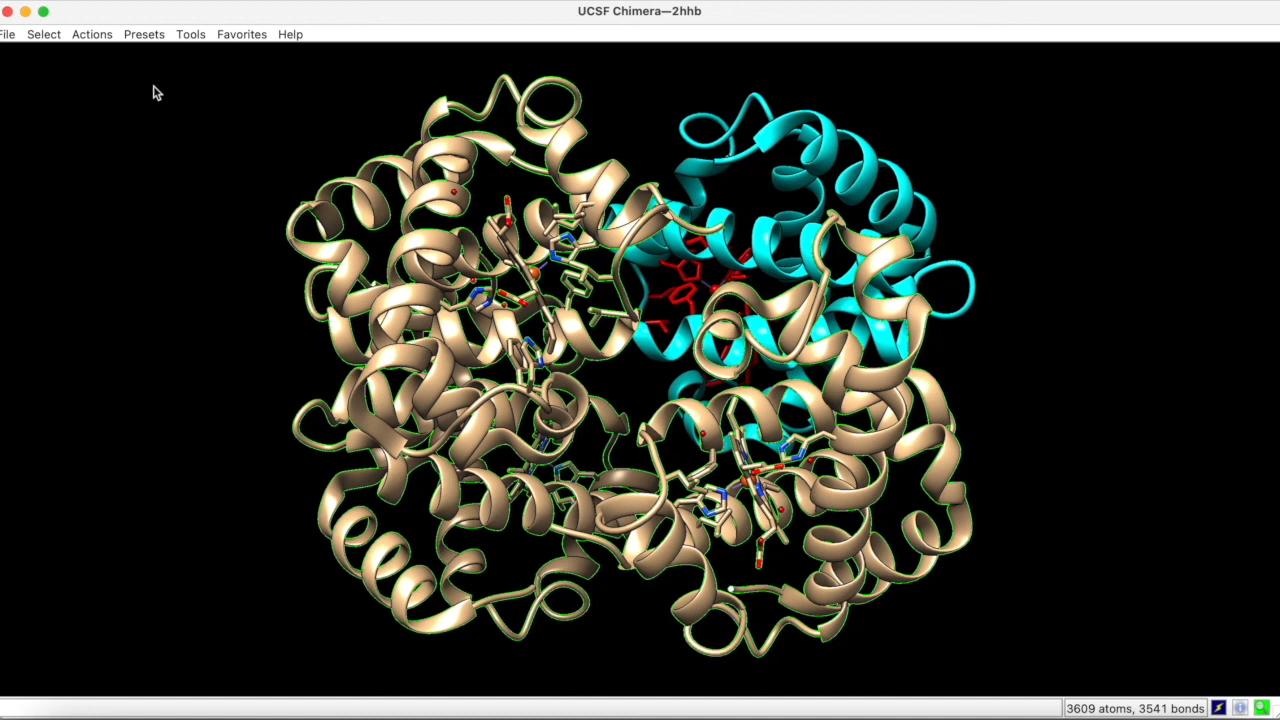 UCSF Chimera—2hhb
File Select Actions Presets Tools Favorites Help
3609 atoms, 3541 bonds